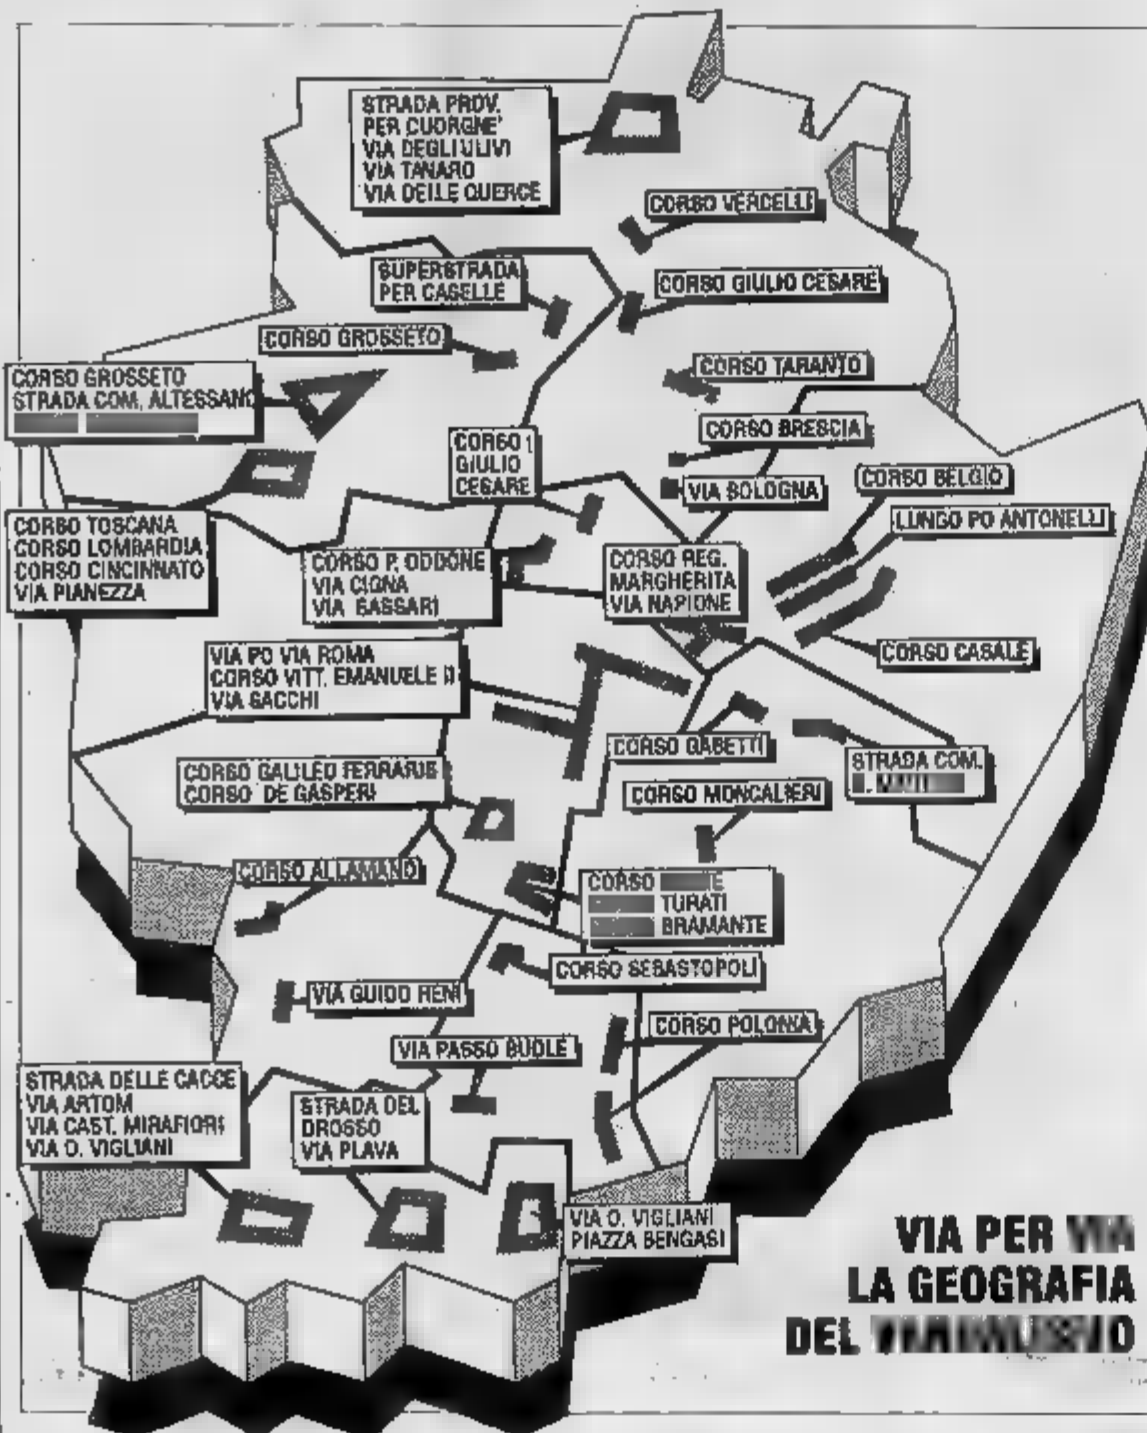 STRADA PROV.
PER CUORGNE'
VIA DEGLI ULIVI
VIA TANARO
VIA DELLE QUERCE
CORSO VERCELLI
SUPERSTRADA
PER CASELLE
CORSO GIULIO CESARE
CORSO GROSSETO
CORSO GROSSETO
STRADA COM. ALTESSANO
CORSO TARANTO
CORSO BRESCIA
CORSO
GIULIO
CESARE
VIA BOLOGNA
CORSO BELGIO
LUNGO PO ANTONELLI
CORSO TOSCANA
CORSO LOMBARDIA
CORSO CINCINNATO
VIA PIANEZZA
CORSO P. ODDONE
VIA CIGNA
VIA SASSARI
CORSO REG.
MARGHERITA
VIA NAPIONE
CORSO CASALE
VIA PO VIA ROMA
CORSO VITT. EMANUELE II
VIA SACCHI
CORSO GABETTI
STRADA COM.
CORSO GALILEO FERRARIS
CORSO DE GASPERI
CORSO MONCALIERI
CORSO ALLAMANO
CORSO
TURATI
BRAMANTE
CORSO SEBASTOPOLI
VIA GUIDO RENI
CORSO POLONIA
VIA PASSO BUOLE
STRADA DELLE CACCE
VIA ARTOM
VIA CAST. MIRAFIORI
VIA O. VIGLIANI
STRADA DEL
DROSSO
VIA PLAVA
VIA O. VIGLIANI
PIAZZA BENGASI
VIA PER VIA
LA GEOGRAFIA
DEL